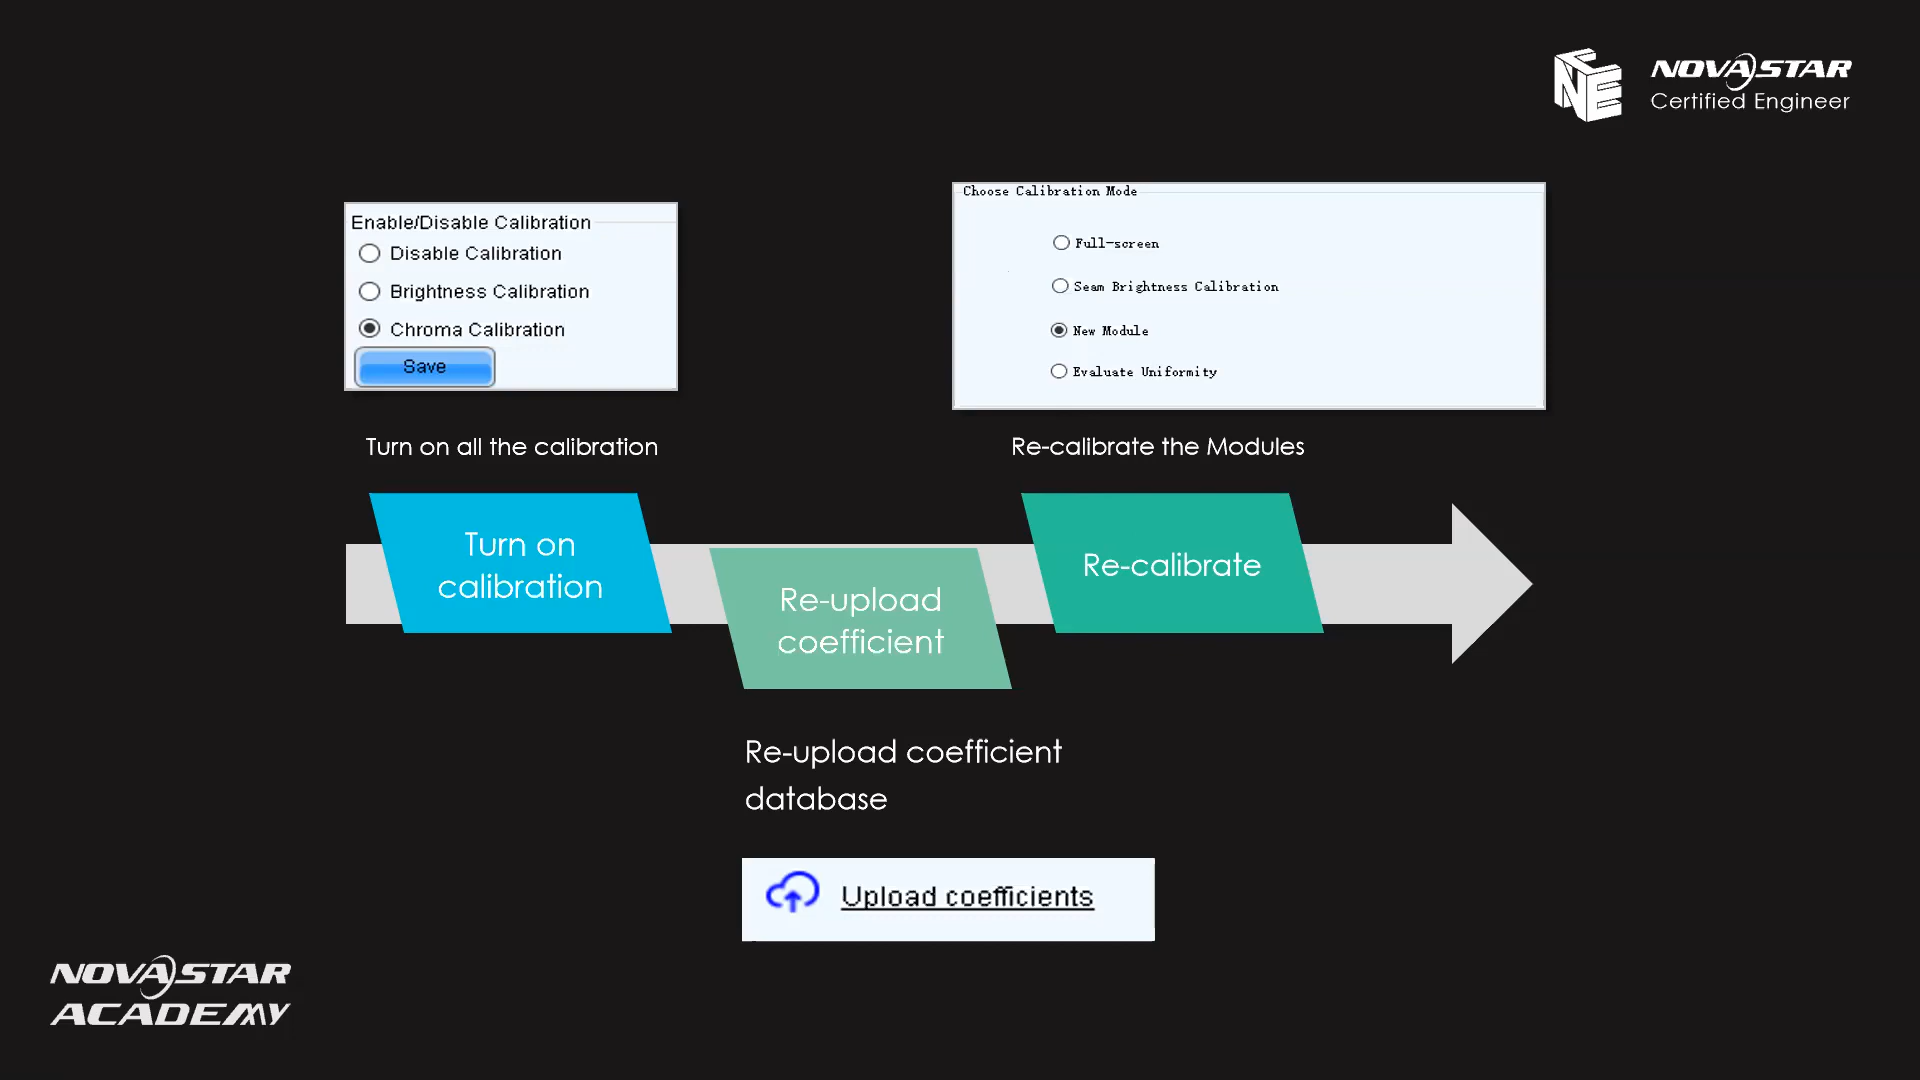 NOVASTAR
Certified Engineer
Enable/Disable Calibration
Disable Calibration
Brightness Calibration
Chroma Calibration
Save
Choose Calibration Mode
Full-screen
Seam Brightness Calibration
New Module
Evaluate Uniformity
Turn on all the calibration
Re-calibrate the Modules
Turn on
calibration
Re-upload
coefficient
Re-calibrate
Re-upload coefficient
database
Upload coefficients
NOVASTAR
ACADEMY